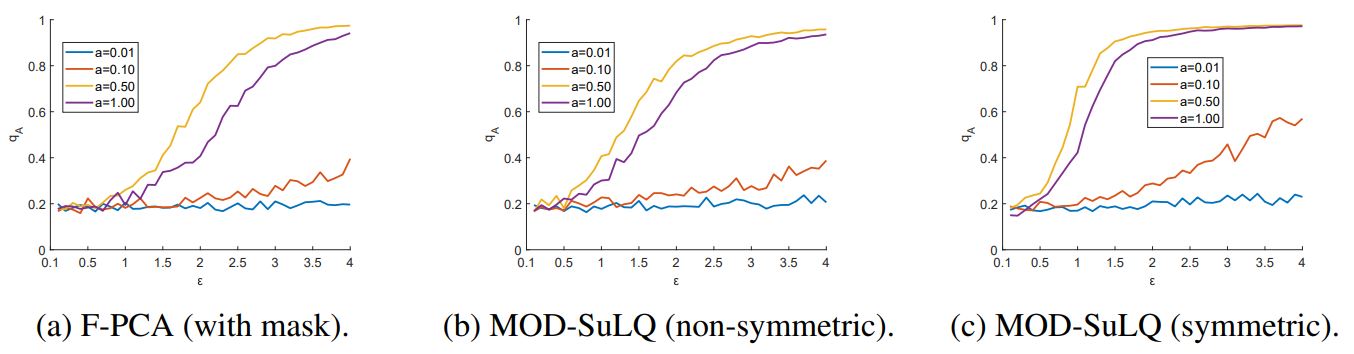 1
0.8
0.6
0.4
0.2
0
q_A
a=0.01
a=0.10
a=0.50
a=1.00
0.1 0.5 1 1.5 2 2.5 3 3.5 4
ε
(a) F-PCA (with mask).
1
0.8
0.6
0.4
0.2
0
q_A
a=0.01
a=0.10
a=0.50
a=1.00
0.1 0.5 1 1.5 2 2.5 3 3.5 4
ε
(b) MOD-SuLQ (non-symmetric).
1
0.8
0.6
0.4
0.2
0
q_A
a=0.01
a=0.10
a=0.50
a=1.00
0.1 0.5 1 1.5 2 2.5 3 3.5 4
ε
(c) MOD-SuLQ (symmetric).